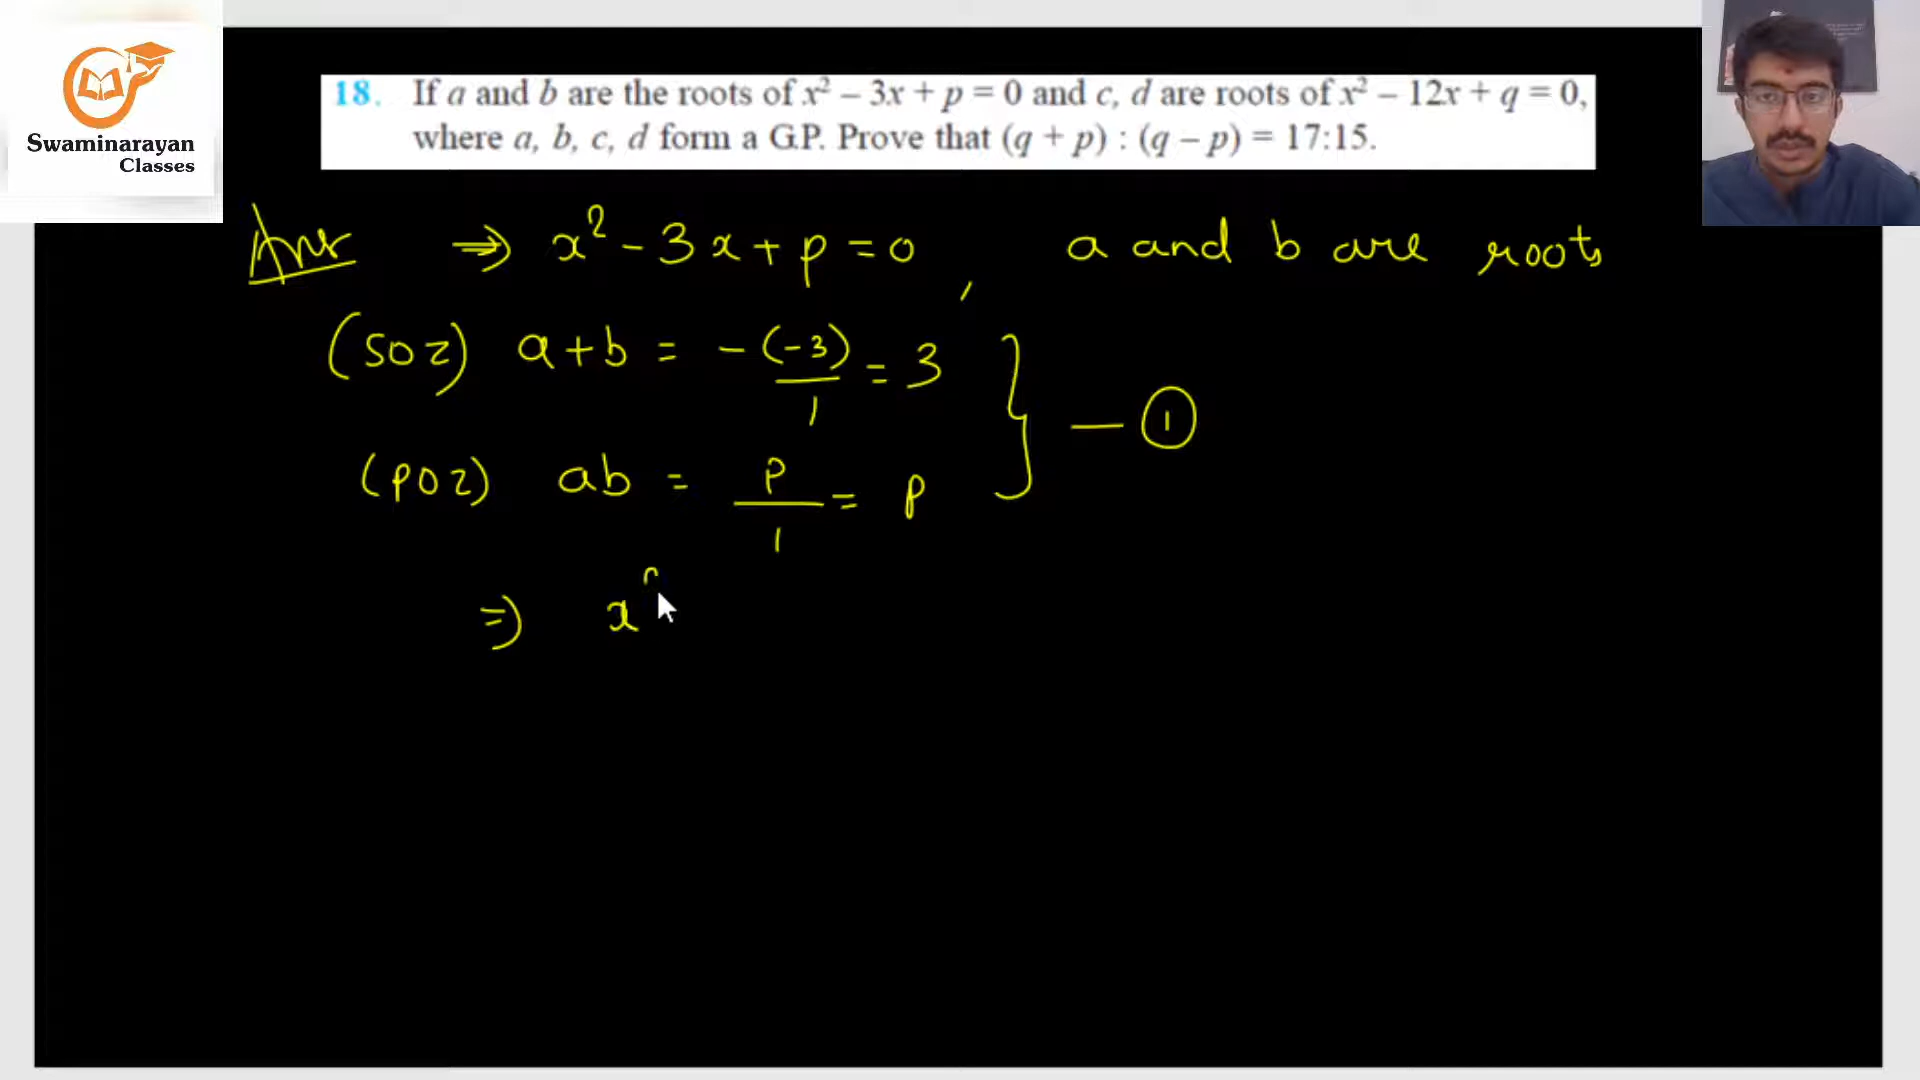 Swaminarayan
Classes
18. If a and b are the roots of x² – 3x + p = 0 and c, d are roots of x² – 12x + q = 0,
where a, b, c, d form a G.P. Prove that (q + p) : (q – p) = 17:15.
Ans ⇒ x² - 3x + p = 0 , a and b are roots
(SOZ) a+b = -(-3)/1 = 3
— ①
(POZ) ab = p/1 = p
⇒ x